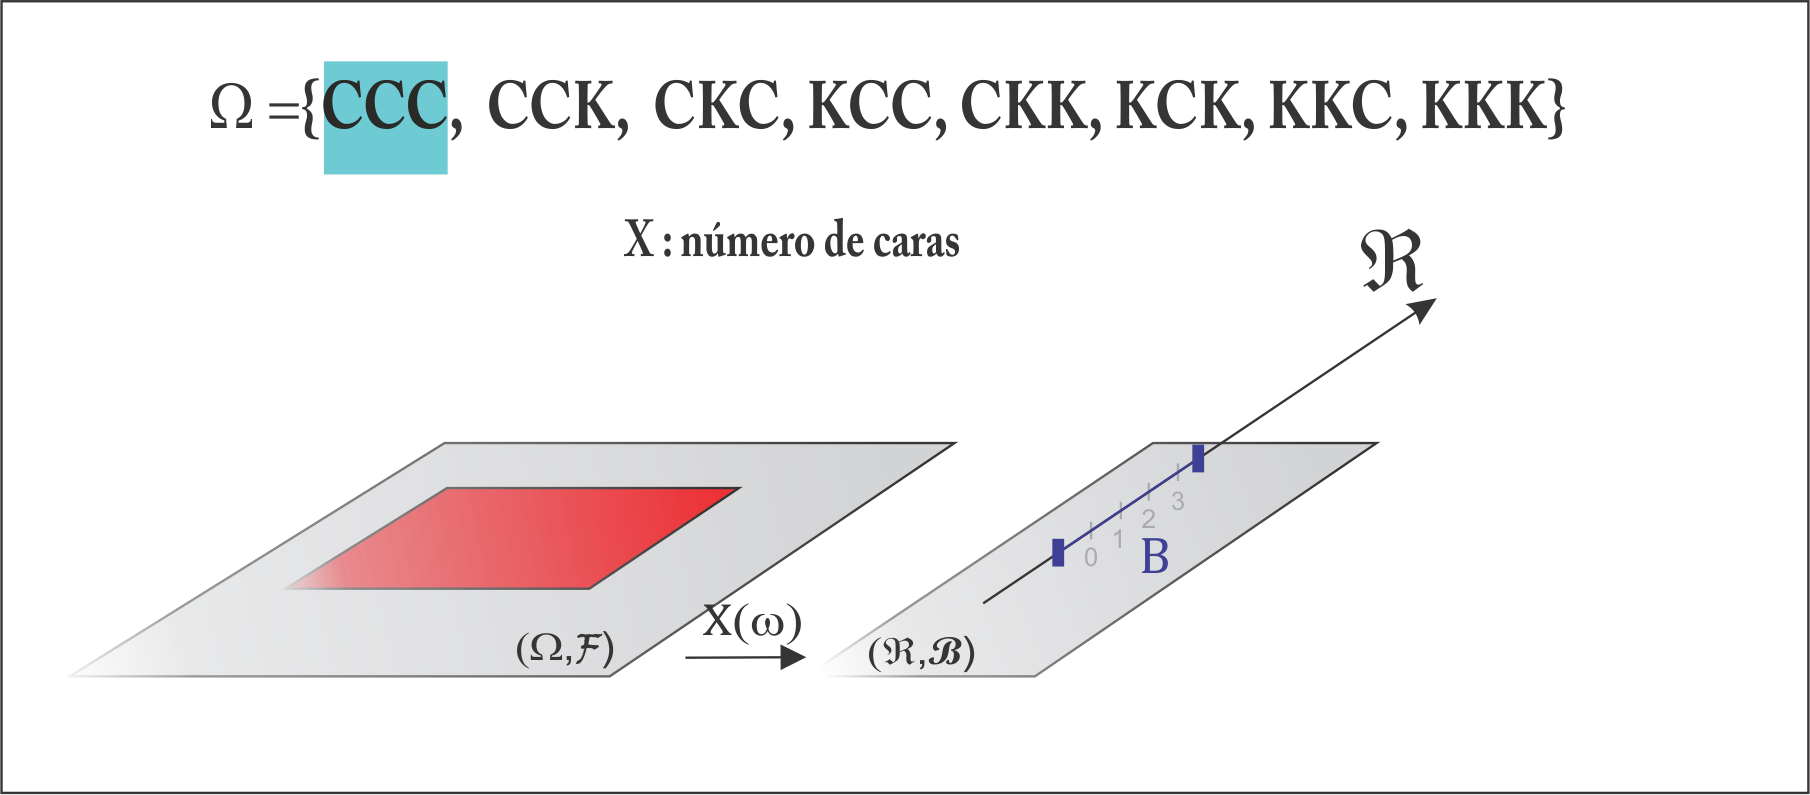 Ω ={CCC, CCK, CKC, KCC, CKK, KCK, KKC, KKK}
X : número de caras
ℜ
3
2
1
0
B
X(ω)
(Ω,ℱ)
(ℜ,ℬ)